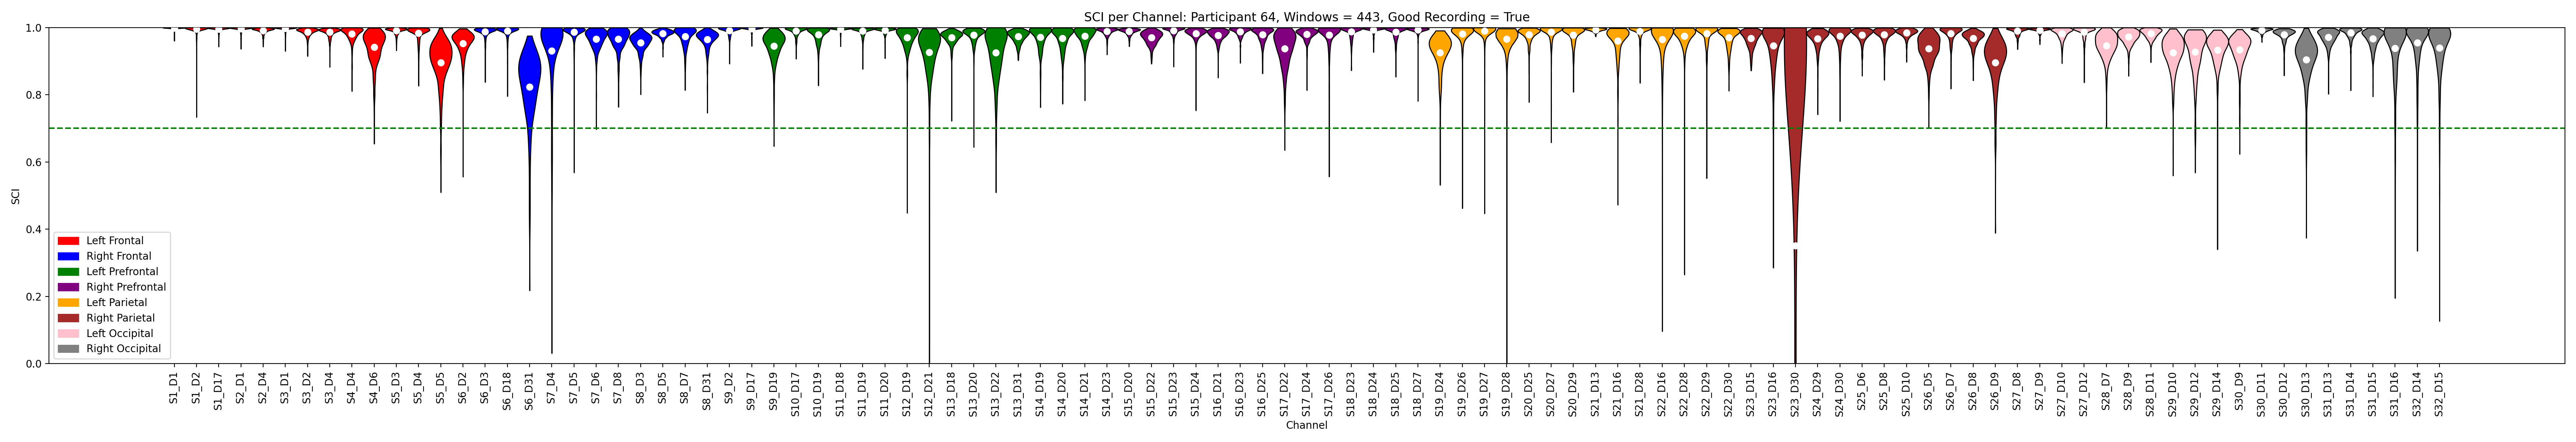 SCI per Channel: Participant 64, Windows = 443, Good Recording = True
SCI
1.0
0.8
0.6
0.4
0.2
0.0
Left Frontal
Right Frontal
Left Prefrontal
Right Prefrontal
Left Parietal
Right Parietal
Left Occipital
Right Occipital
S1_D1
S1_D2
S1_D17
S2_D1
S2_D4
S3_D1
S3_D2
S3_D4
S4_D4
S4_D6
S5_D3
S5_D4
S5_D5
S6_D2
S6_D3
S6_D18
S6_D31
S7_D4
S7_D5
S7_D6
S7_D8
S8_D3
S8_D5
S8_D7
S8_D31
S9_D2
S9_D17
S9_D19
S10_D17
S10_D19
S11_D18
S11_D19
S11_D20
S12_D19
S12_D21
S13_D18
S13_D20
S13_D22
S13_D31
S14_D19
S14_D20
S14_D21
S14_D23
S15_D20
S15_D22
S15_D23
S15_D24
S16_D21
S16_D23
S16_D25
S17_D22
S17_D24
S17_D26
S18_D23
S18_D24
S18_D25
S18_D27
S19_D24
S19_D26
S19_D27
S19_D28
S20_D25
S20_D27
S20_D29
S21_D13
S21_D16
S21_D28
S22_D16
S22_D28
S22_D29
S22_D30
S23_D15
S23_D16
S23_D30
S24_D29
S24_D30
S25_D6
S25_D8
S25_D10
S26_D5
S26_D7
S26_D8
S26_D9
S27_D8
S27_D9
S27_D10
S27_D12
S28_D7
S28_D9
S28_D11
S29_D10
S29_D12
S29_D14
S30_D9
S30_D11
S30_D12
S30_D13
S31_D13
S31_D14
S31_D15
S31_D16
S32_D14
S32_D15
Channel